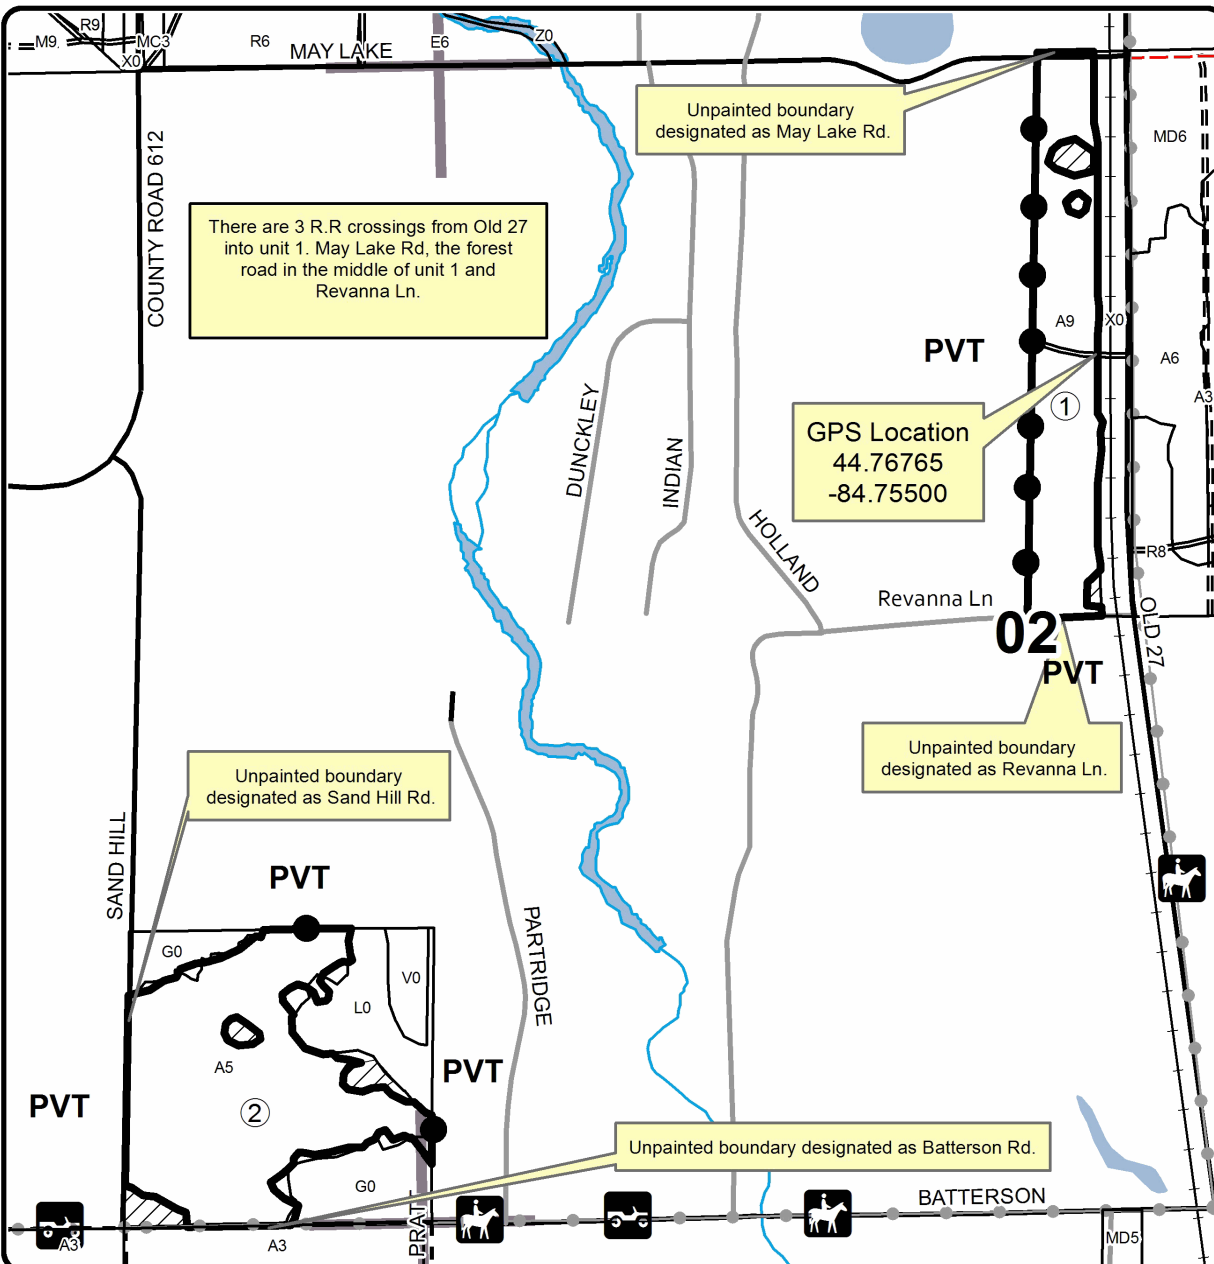 R9
M9.
MC3
X0
R6
MAY LAKE
E6
Z0
Unpainted boundary
designated as May Lake Rd.
MD6
COUNTY ROAD 612
There are 3 R.R crossings from Old 27
into unit 1. May Lake Rd, the forest
road in the middle of unit 1 and
Revanna Ln.
A9
X0
PVT
A6
A3
1
DUNCKLEY
INDIAN
GPS Location
44.76765
-84.75500
HOLLAND
R8
Revanna Ln
02
OLD 27
PVT
Unpainted boundary
designated as Revanna Ln.
Unpainted boundary
designated as Sand Hill Rd.
SAND HILL
PVT
PARTRIDGE
G0
V0
L0
A5
PVT
PVT
2
Unpainted boundary designated as Batterson Rd.
G0
BATTERSON
PRAT
A3
A3
MD5